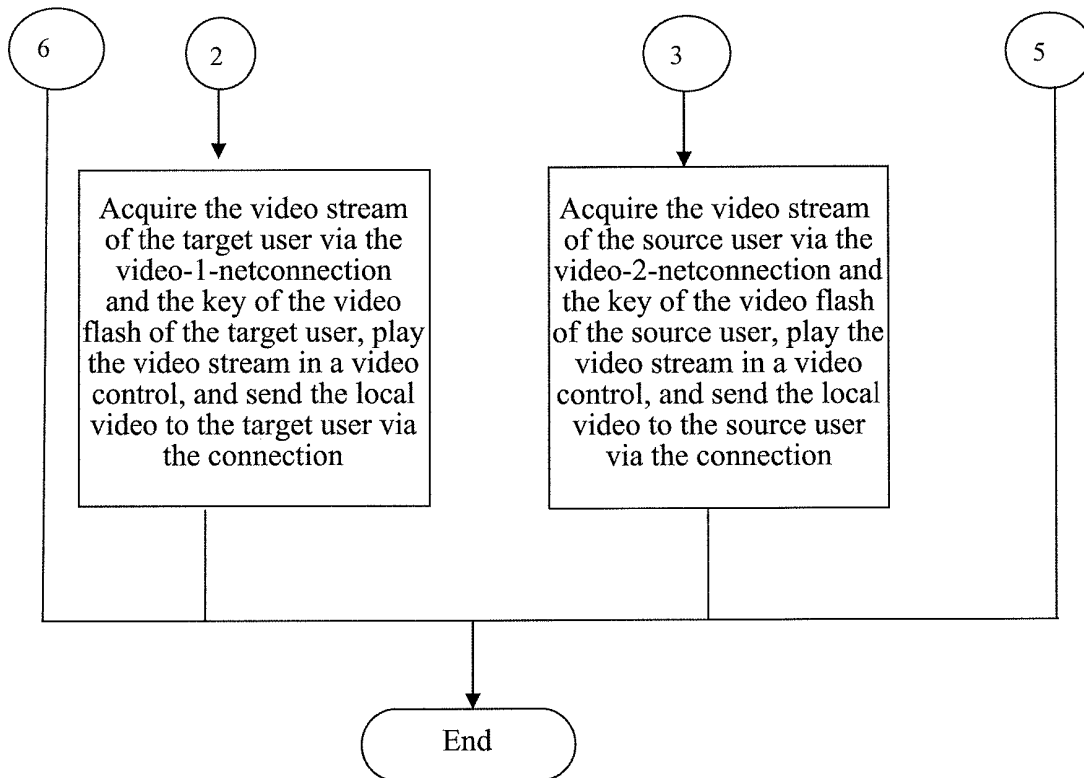 6
2
3
5
Acquire the video stream
of the target user via the
video-1-netconnection
and the key of the video
flash of the target user, play
the video stream in a video
control, and send the local
video to the target user via
the connection
Acquire the video stream
of the source user via the
video-2-netconnection and
the key of the video flash
of the source user, play the
video stream in a video
control, and send the local
video to the source user
via the connection
End